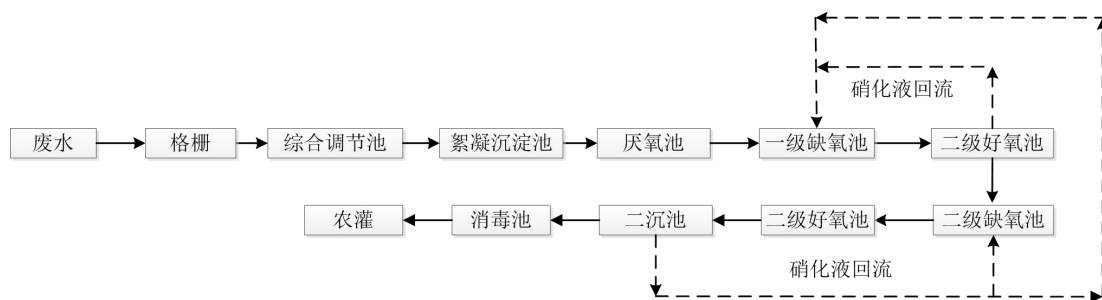 硝化液回流
废水
格栅
综合调节池
絮凝沉淀池
厌氧池
一级缺氧池
二级好氧池
农灌
消毒池
二沉池
二级好氧池
二级缺氧池
硝化液回流